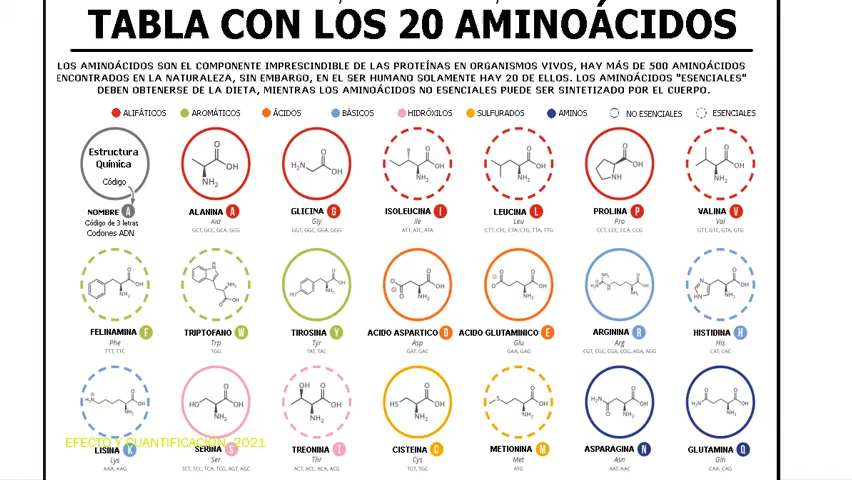 TABLA CON LOS 20 AMINOÁCIDOS
LOS AMINOÁCIDOS SON EL COMPONENTE IMPRESCINDIBLE DE LAS PROTEÍNAS EN ORGANISMOS VIVOS, HAY MÁS DE 500 AMINOÁCIDOS
ENCONTRADOS EN LA NATURALEZA, SIN EMBARGO, EN EL SER HUMANO SOLAMENTE HAY 20 DE ELLOS. LOS AMINOÁCIDOS "ESENCIALES"
DEBEN OBTENERSE DE LA DIETA, MIENTRAS LOS AMINOÁCIDOS NO ESENCIALES PUEDE SER SINTETIZADO POR EL CUERPO.
ALIFÁTICOS AROMÁTICOS ÁCIDOS BÁSICOS HIDRÓXILOS SULFURADOS AMINOS NO ESENCIALES ESENCIALES
Estructura
Química
Código
NOMBRE A
Código de 3 letras
Codones ADN
ALANINA A
Ala
GCT, GCC, GCA, GCG
GLICINA G
Gly
GGT, GGC, GGA, GGG
ISOLEUCINA I
Ile
ATT, ATC, ATA
LEUCINA L
Leu
CTT, CTC, CTA, CTG, TTA, TTG
PROLINA P
Pro
CCT, CCC, CCA, CCG
VALINA V
Val
GTT, GTC, GTA, GTG
FELINAMINA F
Phe
TTT, TTC
TRIPTOFANO W
Trp
TGG
TIROSINA Y
Tyr
TAT, TAC
ACIDO ASPARTICO D
Asp
GAT, GAC
ACIDO GLUTAMINICO E
Glu
GAA, GAG
ARGININA R
Arg
CGT, CGC, CGA, CGG, AGA, AGG
HISTIDINA H
His
CAT, CAC
EFECTO Y CUANTIFICACIÓN, 2021
LISINA K
Lys
AAA, AAG
SERINA S
Ser
TCT, TCC, TCA, TCG, AGT, AGC
TREONINA T
Thr
ACT, ACC, ACA, ACG
CISTEINA C
Cys
TGT, TGC
METIONINA M
Met
ATG
ASPARAGINA N
Asn
AAT, AAC
GLUTAMINA Q
Gln
CAA, CAG